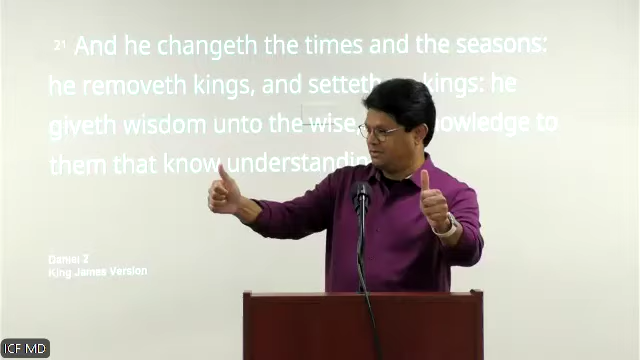 21 And he changeth the times and the seasons:
he removeth kings, and setteth kings: he
giveth wisdom unto the wise, knowledge to
them that know
Daniel 2
King James Version
ICF MD